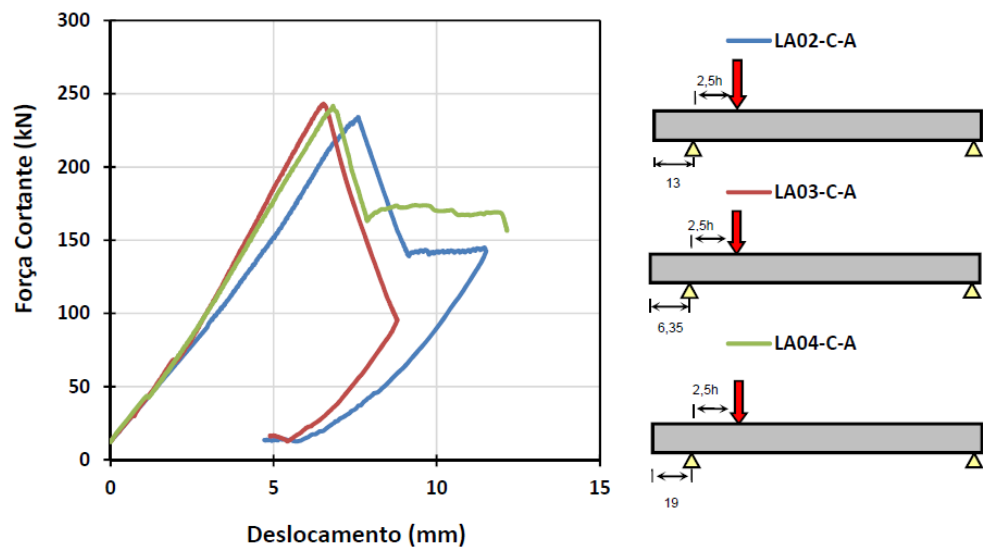 300
250
200
150
100
50
0
Força Cortante (kN)
0
5
10
15
Deslocamento (mm)
LA02-C-A
2,5h
13
LA03-C-A
2,5h
6,35
LA04-C-A
2,5h
19